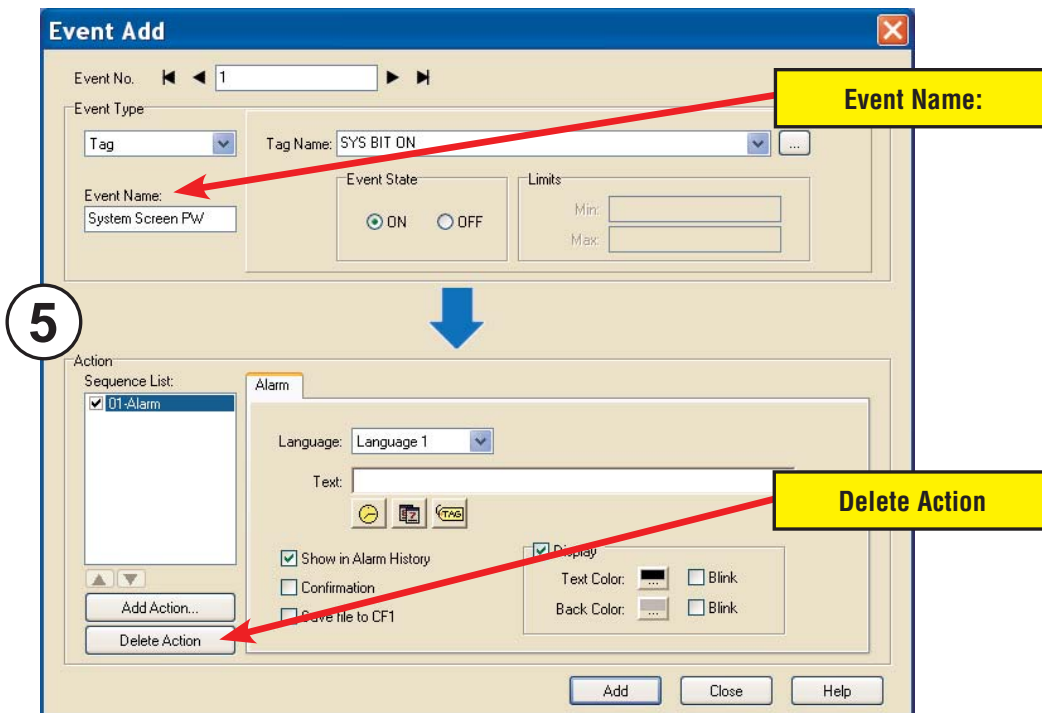 Event Add
Event No. 1
Event Name:
Event Type
Tag
Tag Name: SYS BIT ON ...
Event Name:
System Screen PW
Event State
ON OFF
Limits
Min:
Max:
5
Action
Sequence List:
01-Alarm
Alarm
Language: Language 1
Text:
TAG
Delete Action
Show in Alarm History
Confirmation
Save file to CF1
Display
Text Color: ... Blink
Back Color: ... Blink
Add Action...
Delete Action
Add Close Help